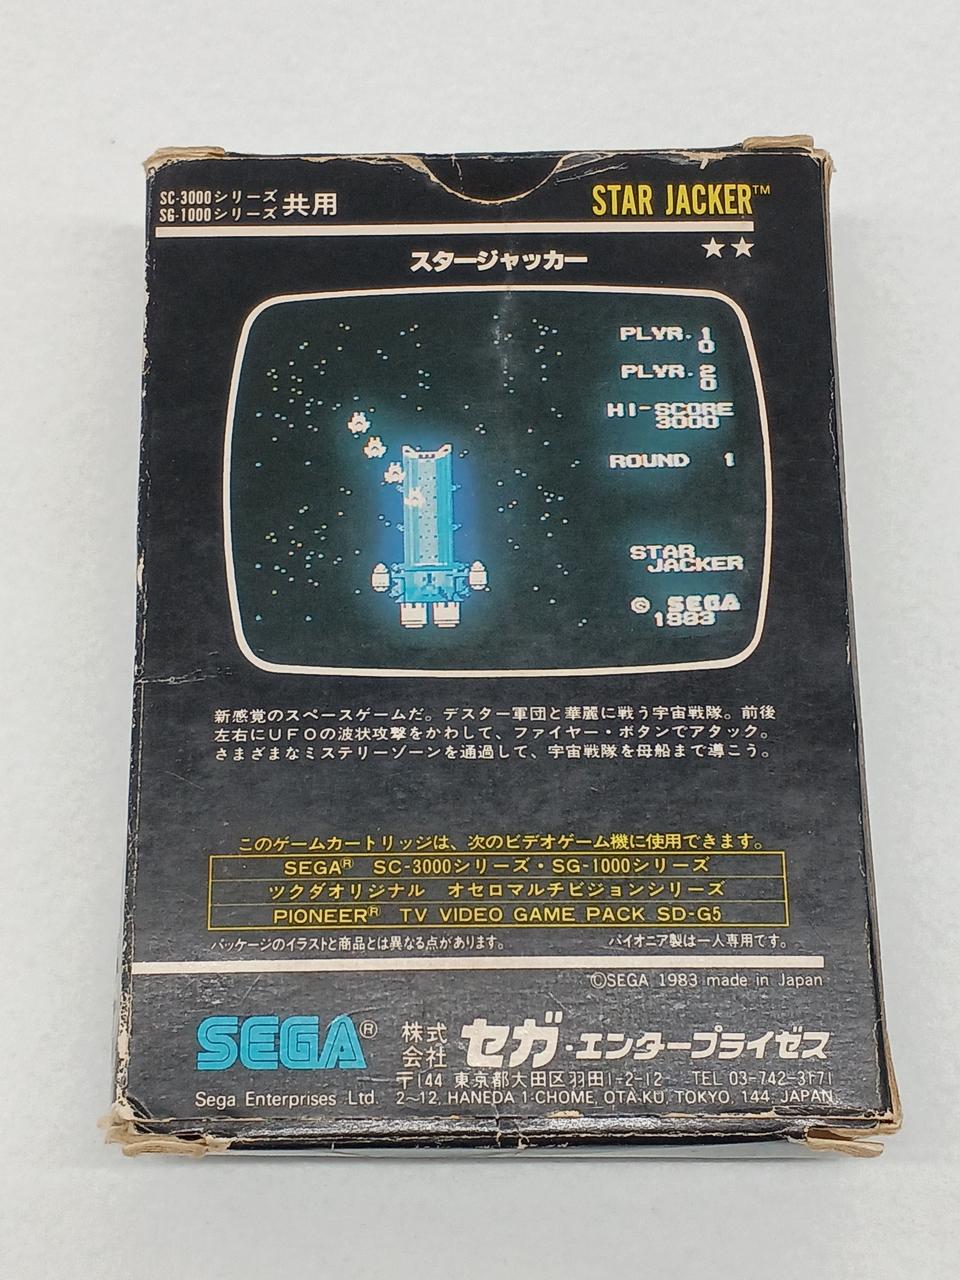 SC-3000シリーズ
SG-1000シリーズ 共用
STAR JACKER™
★★
スタージャッカー
PLYR.1
0
PLYR.2
0
HI-SCORE
3000
ROUND 1
STAR
JACKER
© SEGA
1983
新感覚のスペースゲームだ。デスター軍団と華麗に戦う宇宙戦隊。前後
左右にUFOの波状攻撃をかわして、ファイヤー・ボタンでアタック。
さまざまなミステリーゾーンを通過して、宇宙戦隊を母船まで導こう。
このゲームカートリッジは、次のビデオゲーム機に使用できます。
SEGA® SC-3000シリーズ・SG-1000シリーズ
ツクダオリジナル オセロマルチビジョンシリーズ
PIONEER® TV VIDEO GAME PACK SD-G5
パッケージのイラストと商品とは異なる点があります。 パイオニア製は一人専用です。
©SEGA 1983 made in Japan
SEGA® 株式会社 セガ・エンタープライゼス
〒144 東京都大田区羽田1-2-12 TEL 03-742-3171
Sega Enterprises Ltd. 2~12, HANEDA 1-CHOME, OTA-KU, TOKYO, 144, JAPAN